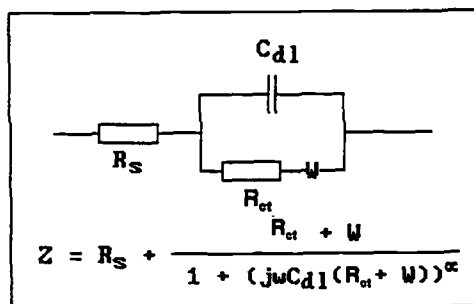 Cdl
Rs
W
Rct
Rct + W
Z = Rs +
1 + (jwCdl(Rct+ W))α